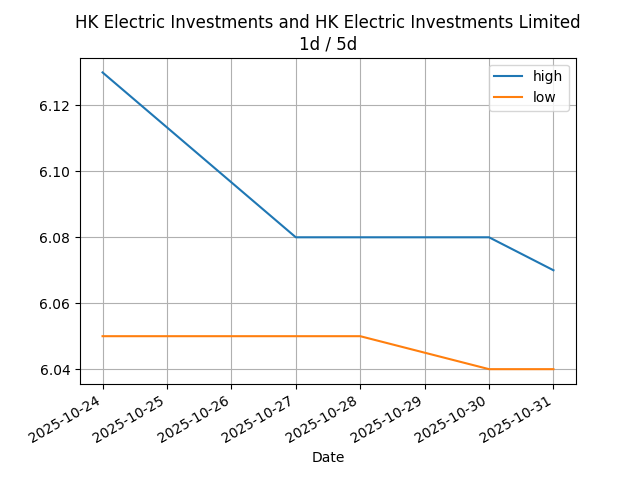 HK Electric Investments and HK Electric Investments Limited
1d / 5d
high
low
6.12
6.10
6.08
6.06
6.04
2025-10-24
2025-10-25
2025-10-26
2025-10-27
2025-10-28
2025-10-29
2025-10-30
2025-10-31
Date